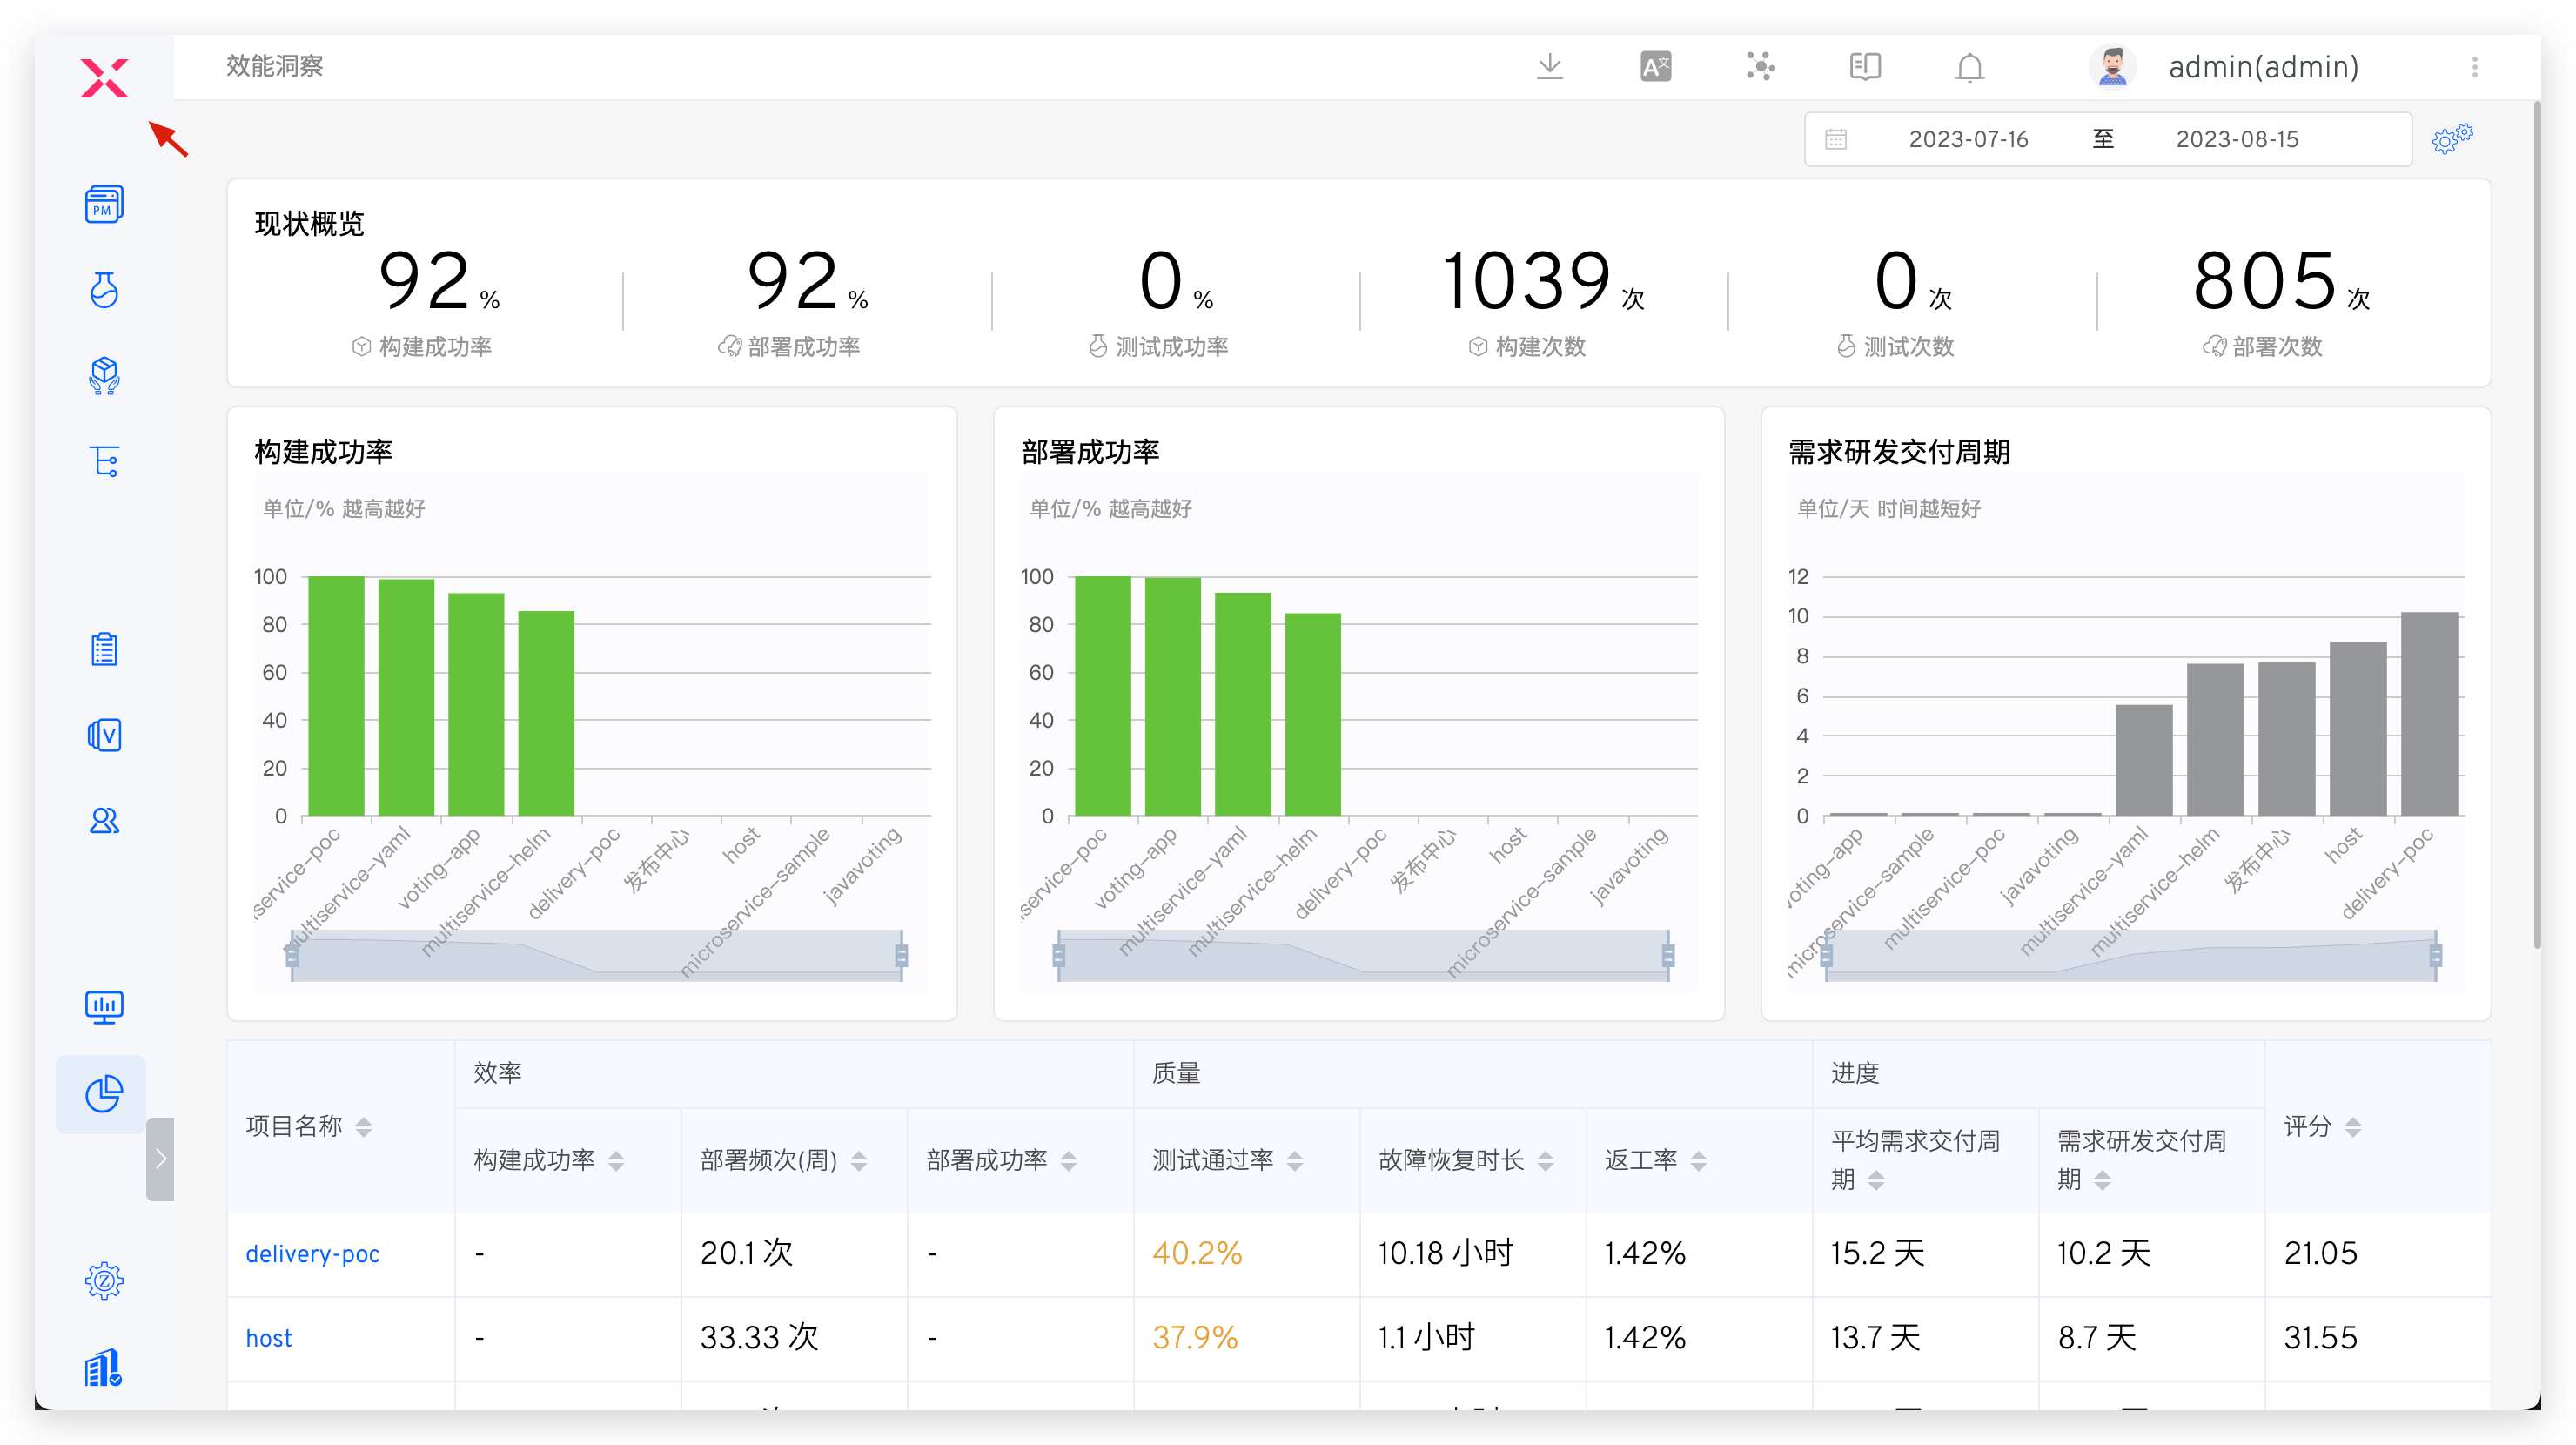 效能洞察
A文
admin(admin)
2023-07-16 至 2023-08-15
PM
现状概览
92 % 92 % 0 % 1039 次 0 次 805 次
构建成功率 部署成功率 测试成功率 构建次数 测试次数 部署次数
构建成功率
单位/% 越高越好
100
80
60
40
20
0
iservice-poc
multiservice-yaml
voting-app
multiservice-helm
delivery-poc
发布中心
host
microservice-sample
javavoting
部署成功率
单位/% 越高越好
100
80
60
40
20
0
iservice-poc
voting-app
multiservice-yaml
multiservice-helm
delivery-poc
发布中心
host
microservice-sample
javavoting
需求研发交付周期
单位/天 时间越短好
12
10
8
6
4
2
0
voting-app
microservice-sample
multiservice-poc
javavoting
multiservice-yaml
multiservice-helm
发布中心
host
delivery-poc
V
Z
项目名称 效率 质量 进度 评分
构建成功率 部署频次(周) 部署成功率 测试通过率 故障恢复时长 返工率 平均需求交付周期 需求研发交付周期
delivery-poc - 20.1 次 - 40.2% 10.18 小时 1.42% 15.2 天 10.2 天 21.05
host - 33.33 次 - 37.9% 1.1 小时 1.42% 13.7 天 8.7 天 31.55